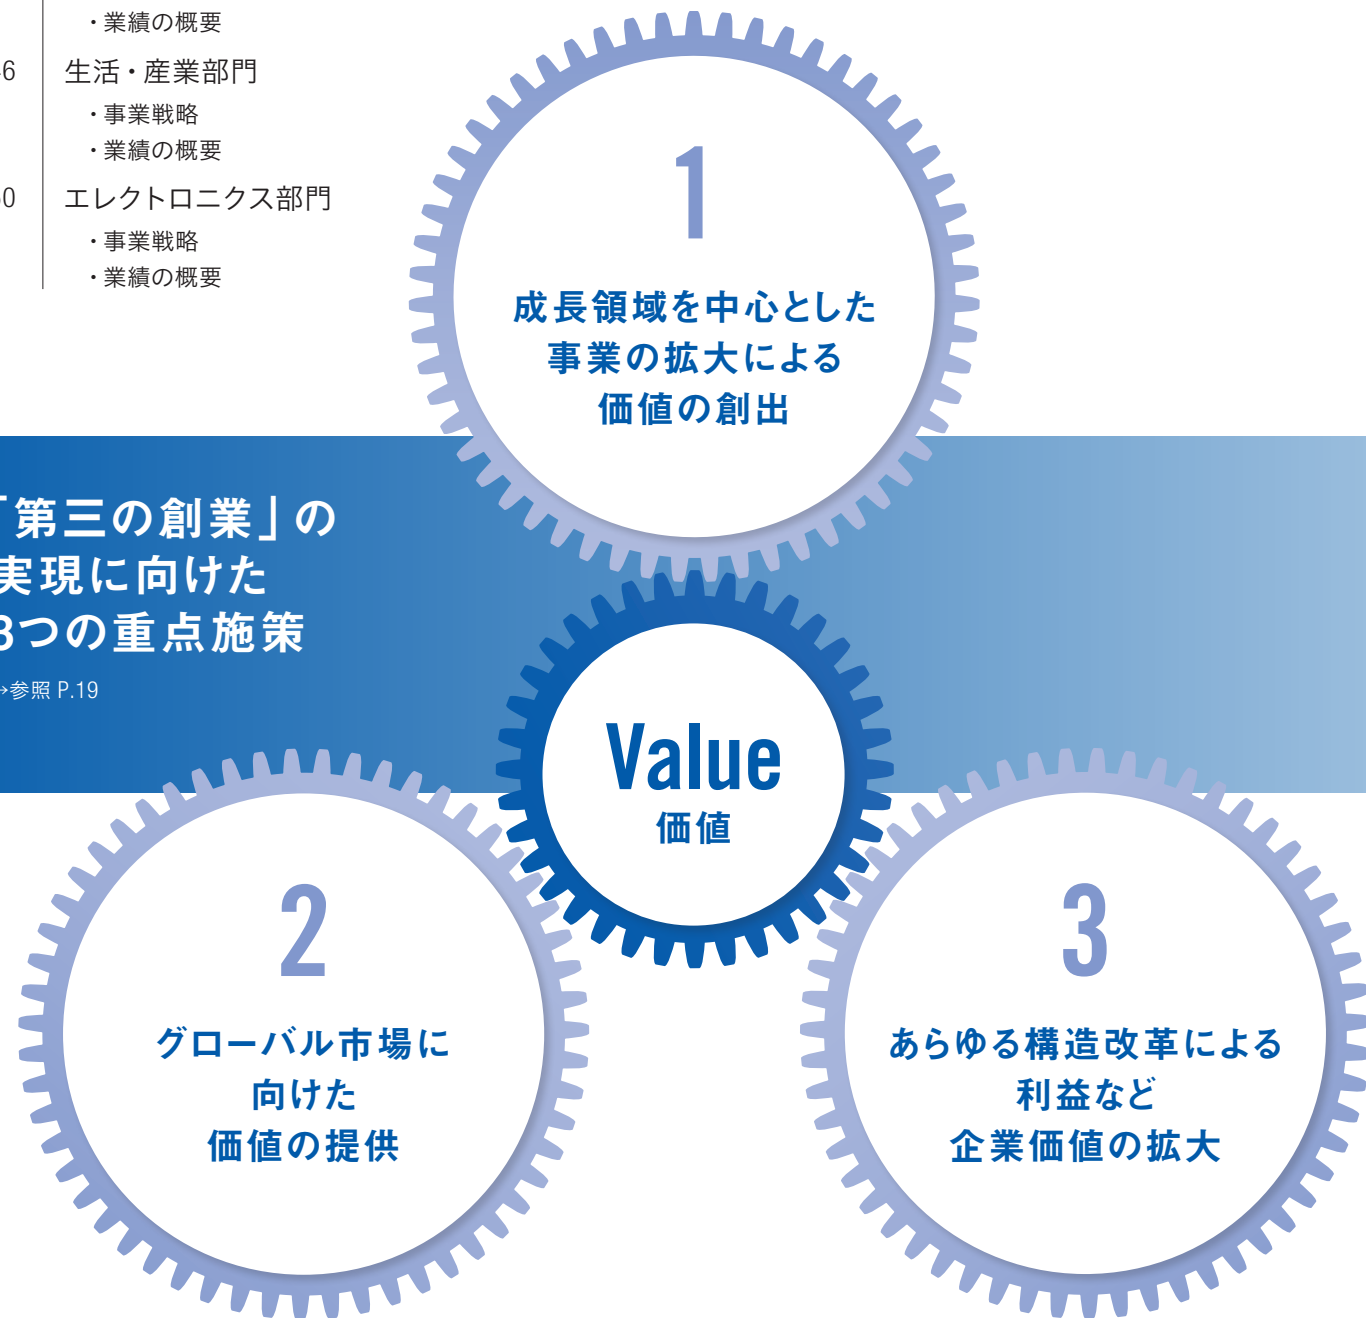 ・業績の概要
6 生活・産業部門
・事業戦略
・業績の概要
0 エレクトロニクス部門
・事業戦略
・業績の概要
1
成長領域を中心とした
事業の拡大による
価値の創出
「第三の創業」の
実現に向けた
3つの重点施策
→参照 P.19
Value
価値
2
グローバル市場に
向けた
価値の提供
3
あらゆる構造改革による
利益など
企業価値の拡大